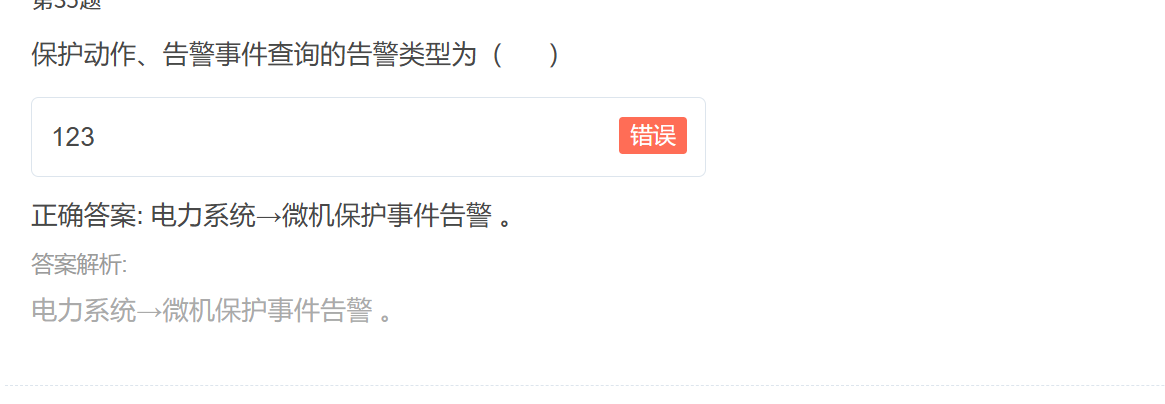 第35题
保护动作、告警事件查询的告警类型为（      ）
123
错误
正确答案: 电力系统→微机保护事件告警 。
答案解析:
电力系统→微机保护事件告警 。